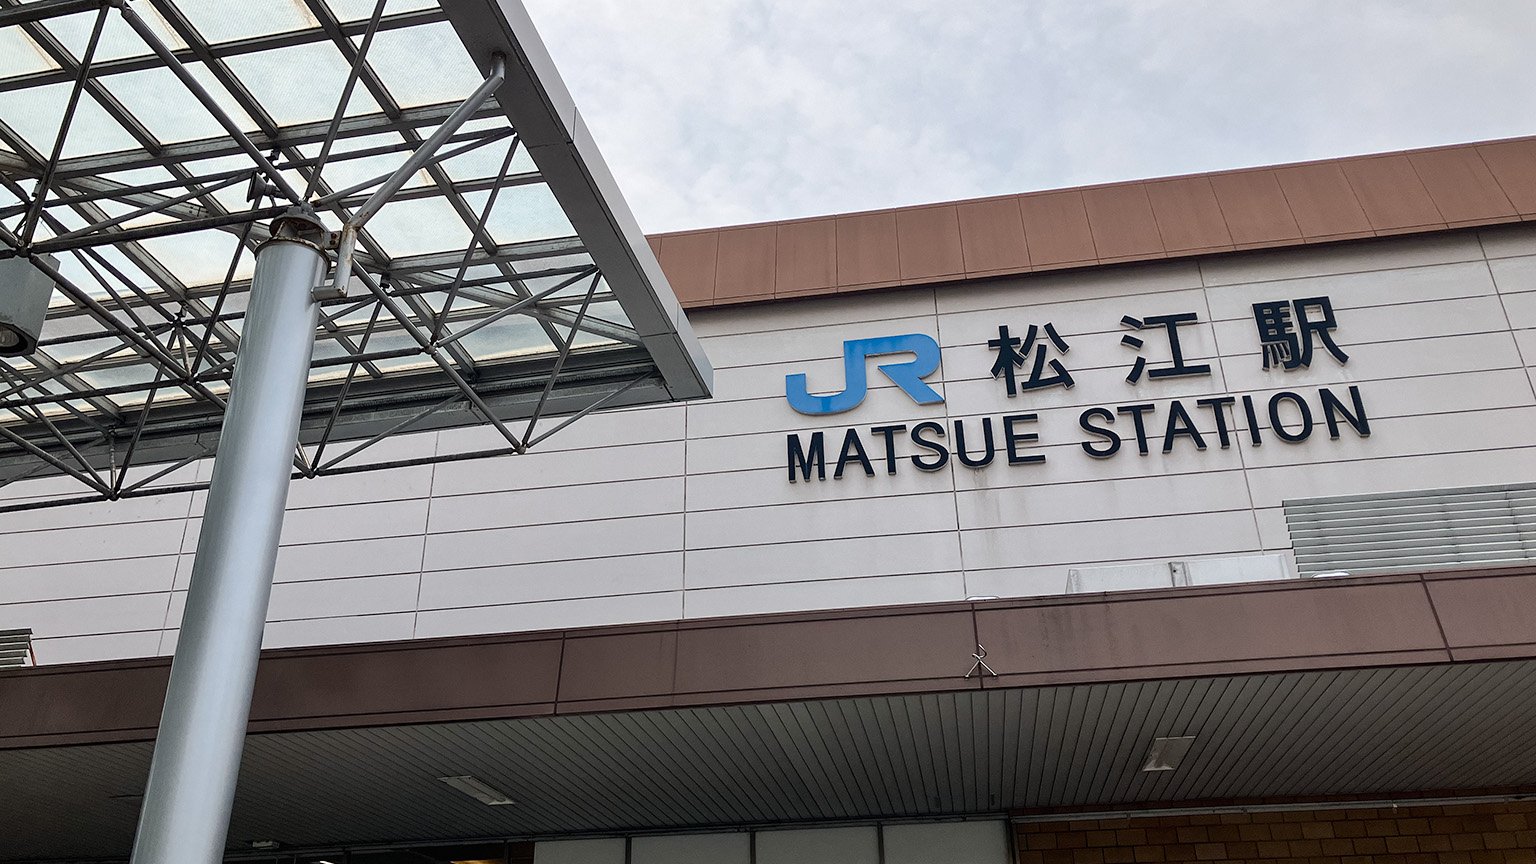 JR 松江駅
MATSUE STATION